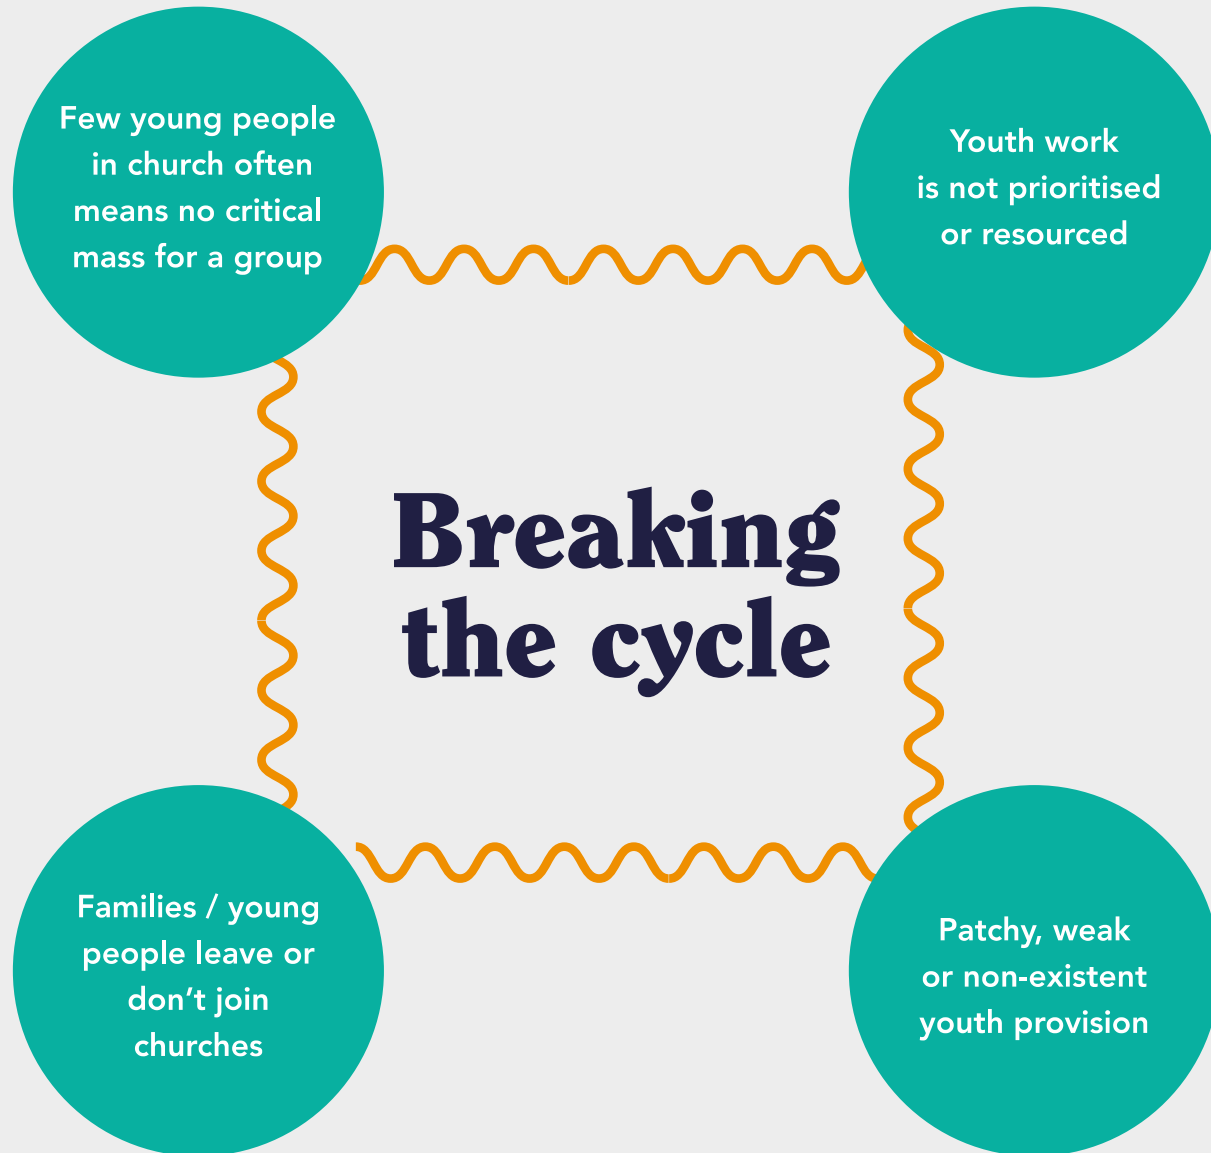 Few young people
in church often
means no critical
mass for a group
Youth work
is not prioritised
or resourced
Breaking
the cycle
Families / young
people leave or
don’t join
churches
Patchy, weak
or non-existent
youth provision